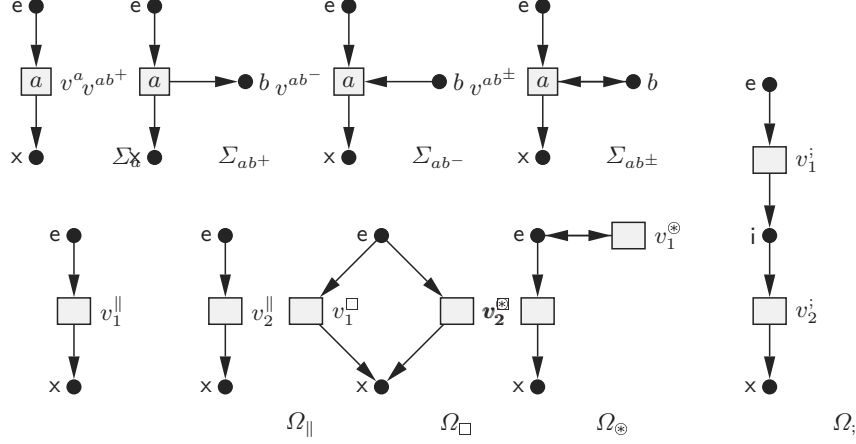 e e e e
a v^a v^{ab^+} a b v^{ab^-} a b v^{ab^±} a b e
x Σ_a x Σ_{ab^+} x Σ_{ab^-} x Σ_{ab^±} v_1^;
e e e e v_1^⊛ i
v_1^∥ v_2^∥ v_1^□ v_2^□ v_2^⊛ v_2^;
x x x x x
Ω_∥ Ω_□ Ω_⊛ Ω_;